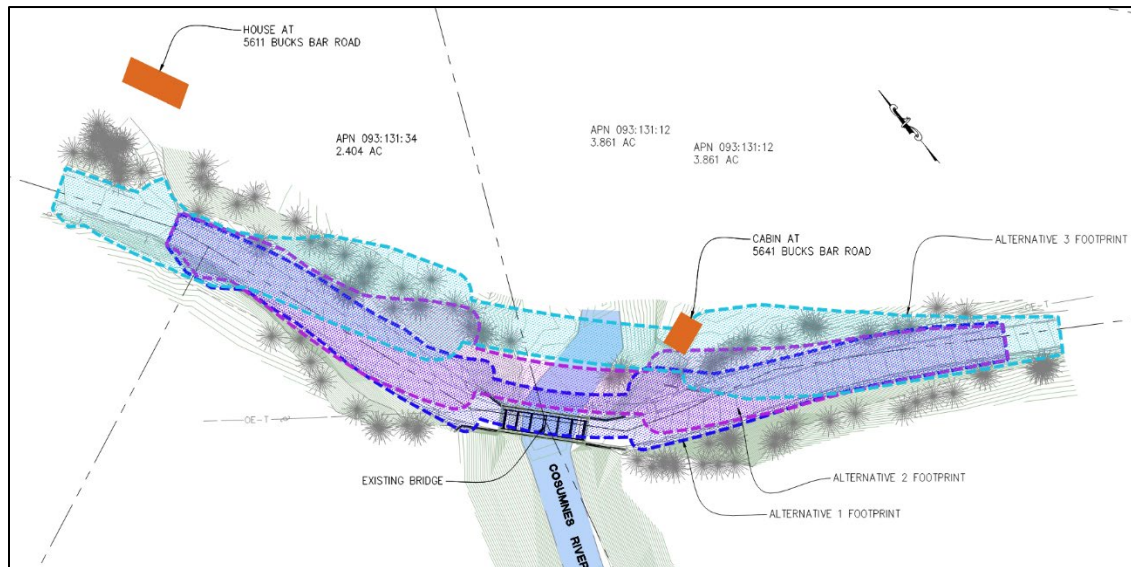 HOUSE AT
5611 BUCKS BAR ROAD
APN 093:131:34
2.404 AC
APN 093:131:12
3.861 AC
APN 093:131:12
3.861 AC
CABIN AT
5641 BUCKS BAR ROAD
ALTERNATIVE 3 FOOTPRINT
OE-T
OE-T
EXISTING BRIDGE
COSUMNES
RIVER
ALTERNATIVE 2 FOOTPRINT
ALTERNATIVE 1 FOOTPRINT